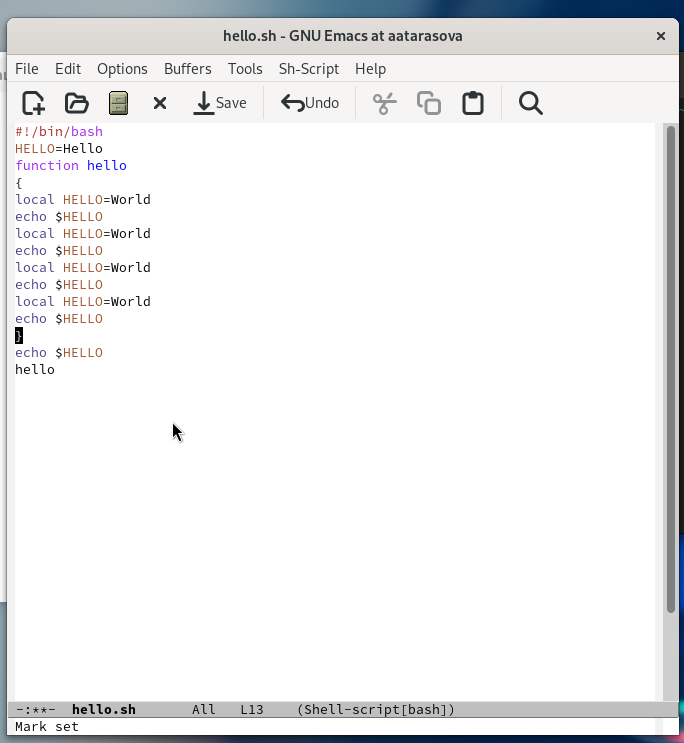 hello.sh - GNU Emacs at aatarasova
File Edit Options Buffers Tools Sh-Script Help
Save Undo
#!/bin/bash
HELLO=Hello
function hello
{
local HELLO=World
echo $HELLO
local HELLO=World
echo $HELLO
local HELLO=World
echo $HELLO
local HELLO=World
echo $HELLO
}
echo $HELLO
hello
-:**-  hello.sh       All   L13    (Shell-script[bash])
Mark set